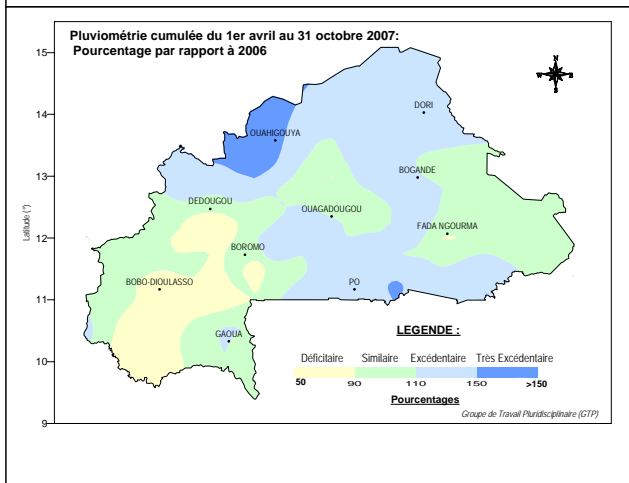 Pluviométrie cumulée du 1er avril au 31 octobre 2007:
Pourcentage par rapport à 2006
15
14
13
12
11
10
9
Latitude (°)
N
W
E
S
OUAHIGOUYA
DORI
BOGANDE
DEDOUGOU
OUAGADOUGOU
FADA NGOURMA
BOROMO
BOBO-DIOULASSO
PO
GAOUA
LEGENDE :
Déficitaire Similaire Excédentaire Très Excédentaire
50 90 110 150 >150
Pourcentages
Groupe de Travail Pluridisciplinaire (GTP)